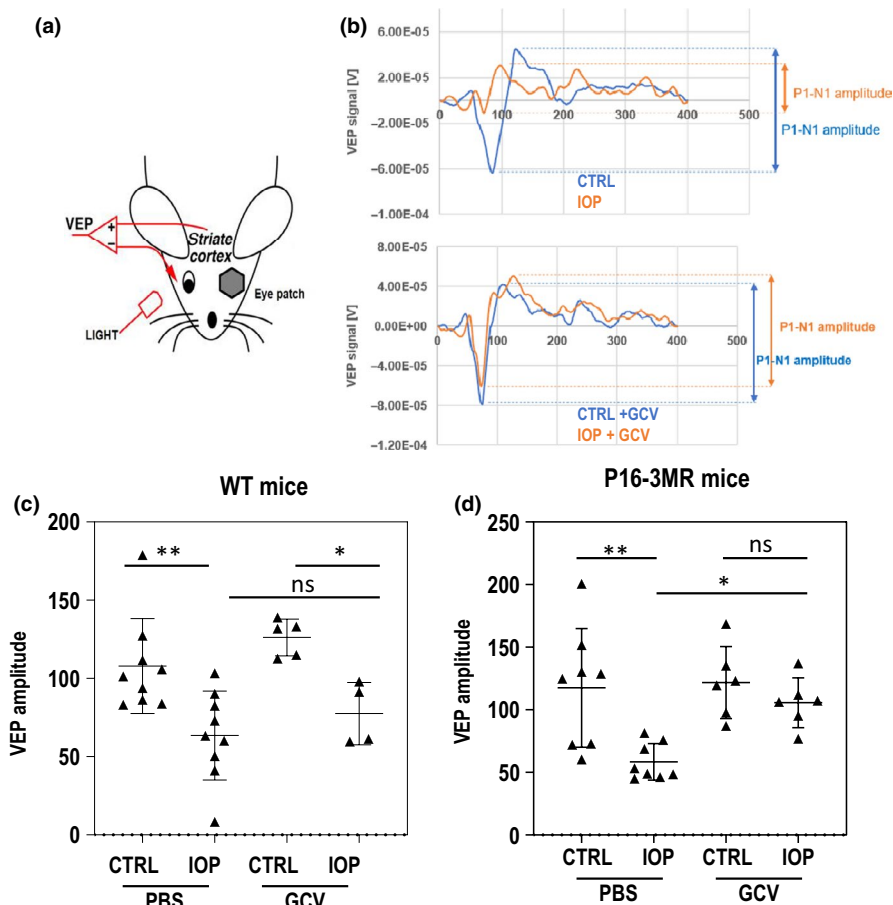 (a)
VEP
+
−
Striate
cortex
Eye patch
LIGHT
(b)
VEP signal [V]
6.00E-05
2.00E-05
−2.00E-05
−6.00E-05
−1.00E-04
0 100 200 300 400 500
P1-N1 amplitude
P1-N1 amplitude
CTRL
IOP
VEP signal [V]
8.00E-05
4.00E-05
0.00E+00
−4.00E-05
−8.00E-05
−1.20E-04
0 100 200 300 400 500
P1-N1 amplitude
P1-N1 amplitude
CTRL +GCV
IOP + GCV
(c)
WT mice
VEP amplitude
200
150
100
50
0
**
*
ns
CTRL IOP CTRL IOP
PBS GCV
(d)
P16-3MR mice
VEP amplitude
250
200
150
100
50
0
**
ns
*
CTRL IOP CTRL IOP
PBS GCV